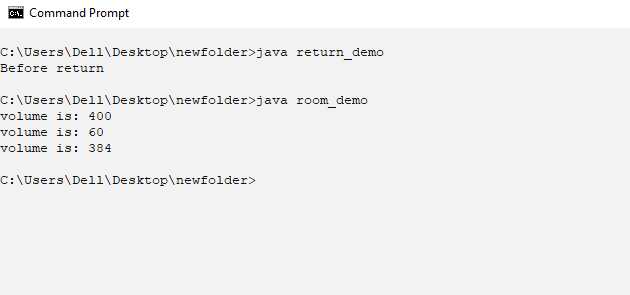 Command Prompt
C:\Users\Dell\Desktop\newfolder>java return_demo
Before return
C:\Users\Dell\Desktop\newfolder>java room_demo
volume is: 400
volume is: 60
volume is: 384
C:\Users\Dell\Desktop\newfolder>